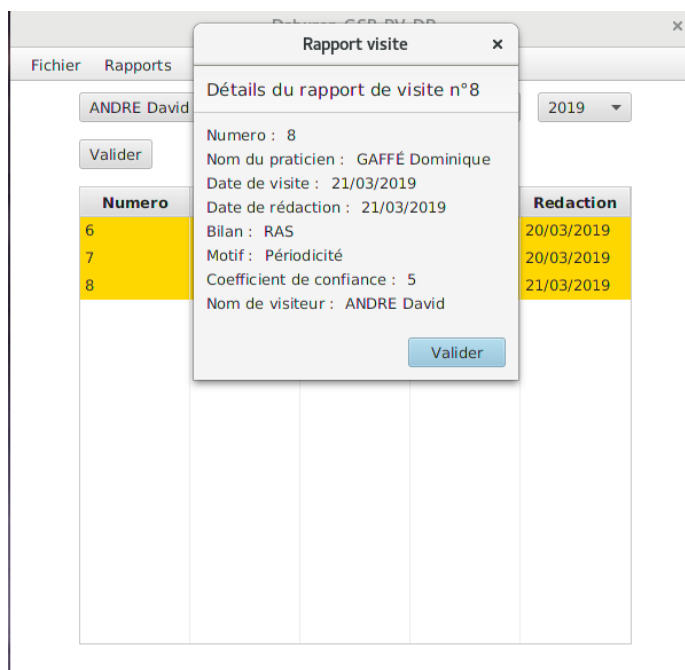 Rapport visite
Fichier Rapports
Détails du rapport de visite n°8
ANDRE David
2019
Numero : 8
Valider
Nom du praticien : GAFFÉ Dominique
Date de visite : 21/03/2019
Date de rédaction : 21/03/2019
Bilan : RAS
Motif : Périodicité
Coefficient de confiance : 5
Nom de visiteur : ANDRE David
Valider
Numero Redaction
6 20/03/2019
7 20/03/2019
8 21/03/2019